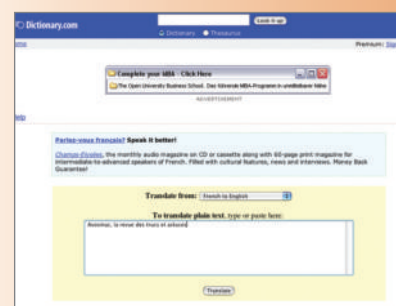 Dictionary.com
Look it up
Dictionary Thesaurus
ome
Premium: Sign
Complete your MBA - Click Here
The Open University Business School. Das führende MBA-Programm in unmittelbarer Nähe
ADVERTISEMENT
Help
Parlez-vous français? Speak it better!
Champs-Elysées, the monthly audio magazine on CD or cassette along with 60-page print magazine for
intermediate-to-advanced speakers of French. Filled with cultural features, news and interviews. Money Back
Guarantee!
Translate from: French to English
To translate plain text, type or paste here:
la revue des trucs et astuces
Translate